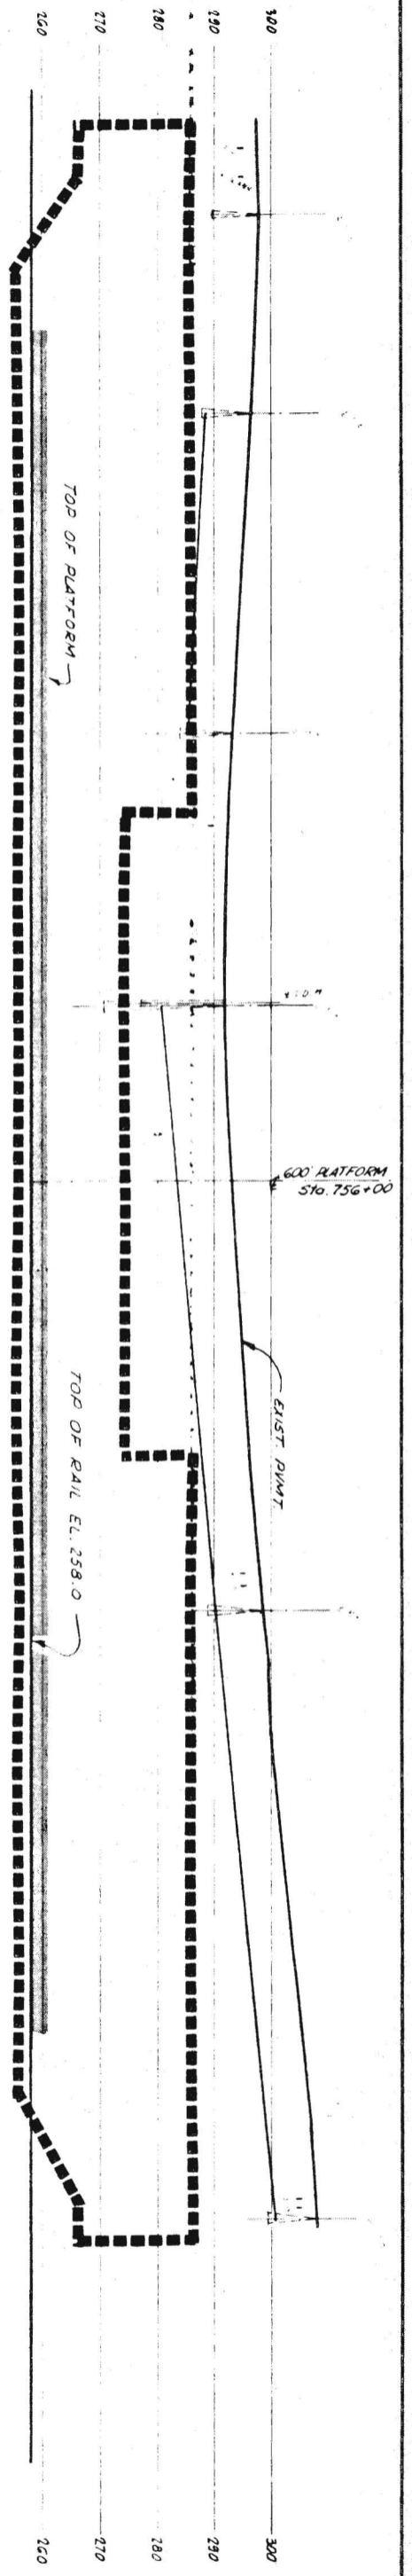 300
290
280
270
260
600' PLATFORM
Sta. 756+00
EXIST. PVMT.
TOP OF PLATFORM
TOP OF RAIL EL. 258.0
300
290
280
270
260